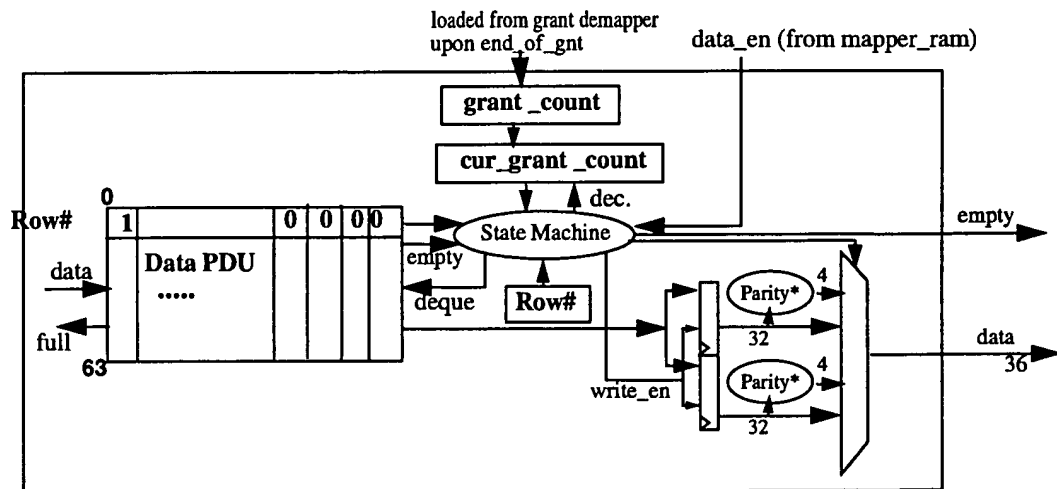 loaded from grant demapper
upon end_of_gnt
data_en (from mapper_ram)
grant _count
cur_grant _count
dec.
0
Row#
1 0 0 0 0
State Machine
empty
empty
Data PDU
data
.....
deque
Row#
full
63
Parity*
4
32
data
36
write_en
Parity*
4
32